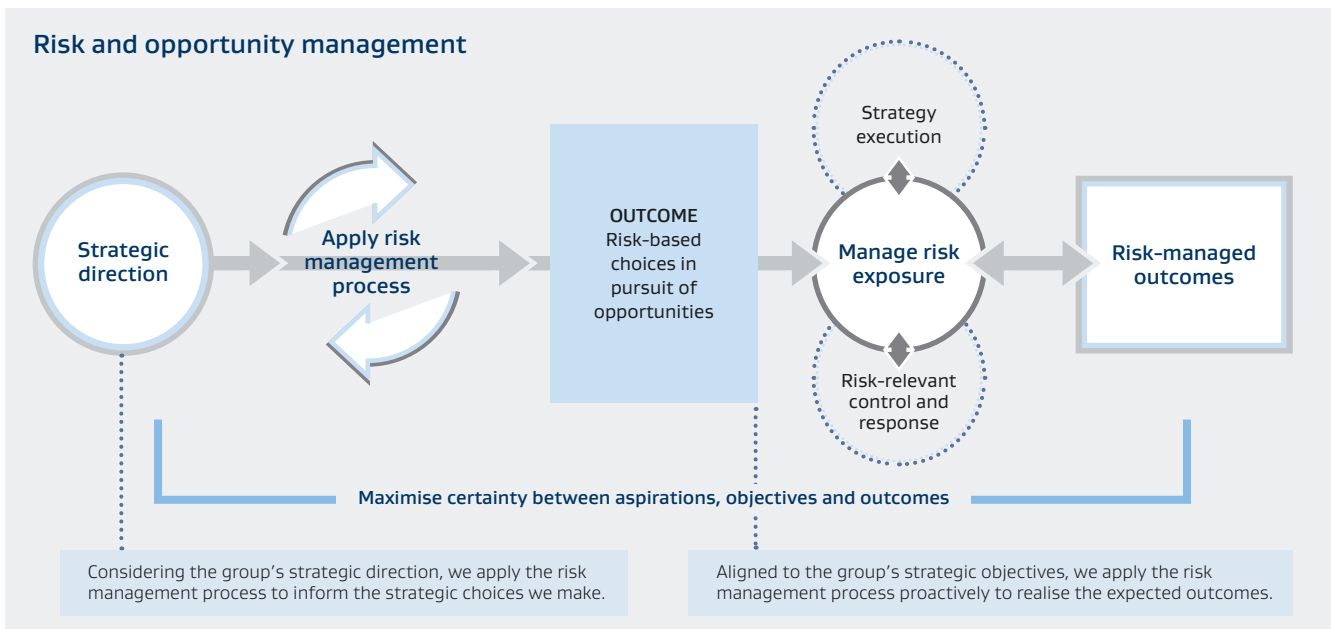 Risk and opportunity management
Strategic
direction
Apply risk
management
process
OUTCOME
Risk-based
choices in
pursuit of
opportunities
Strategy
execution
Manage risk
exposure
Risk-relevant
control and
response
Risk-managed
outcomes
Maximise certainty between aspirations, objectives and outcomes
Considering the group’s strategic direction, we apply the risk
management process to inform the strategic choices we make.
Aligned to the group’s strategic objectives, we apply the risk
management process proactively to realise the expected outcomes.